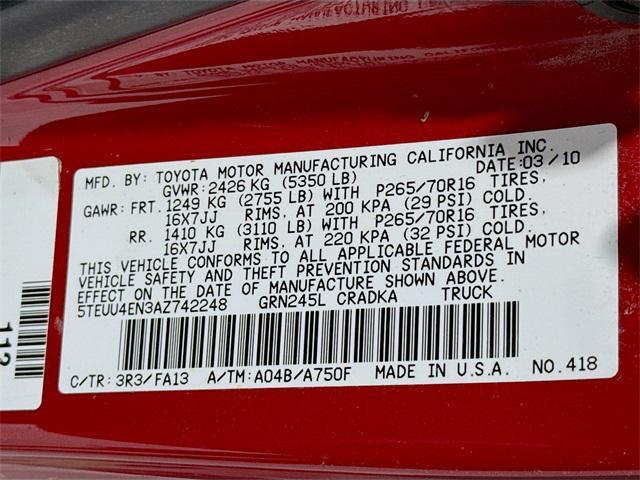 MFD. BY: TOYOTA MOTOR MANUFACTURING CALIFORNIA INC.
GVWR: 2426 KG (5350 LB) DATE: 03/10
GAWR: FRT. 1249 KG (2755 LB) WITH P265/70R16 TIRES,
16X7JJ RIMS, AT 200 KPA (29 PSI) COLD.
RR. 1410 KG (3110 LB) WITH P265/70R16 TIRES,
16X7JJ RIMS, AT 220 KPA (32 PSI) COLD.
THIS VEHICLE CONFORMS TO ALL APPLICABLE FEDERAL MOTOR
VEHICLE SAFETY AND THEFT PREVENTION STANDARDS IN
EFFECT ON THE DATE OF MANUFACTURE SHOWN ABOVE.
5TEUU4EN3AZ742248 GRN245L CRADKA TRUCK
C/TR: 3R3/FA13 A/TM: A04B/A750F MADE IN U.S.A. NO.418